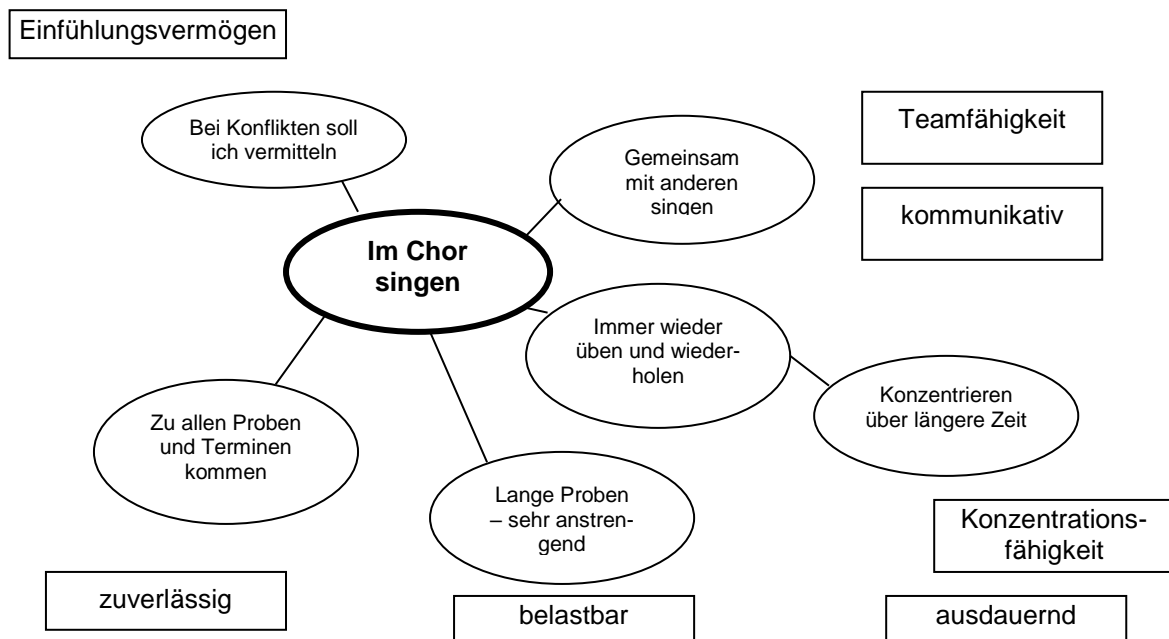 Einfühlungsvermögen
Bei Konflikten soll
ich vermitteln
Gemeinsam
mit anderen
singen
Teamfähigkeit
kommunikativ
Im Chor
singen
Immer wieder
üben und wieder-
holen
Konzentrieren
über längere Zeit
Zu allen Proben
und Terminen
kommen
Lange Proben
– sehr anstren-
gend
Konzentrations-
fähigkeit
zuverlässig
belastbar
ausdauernd